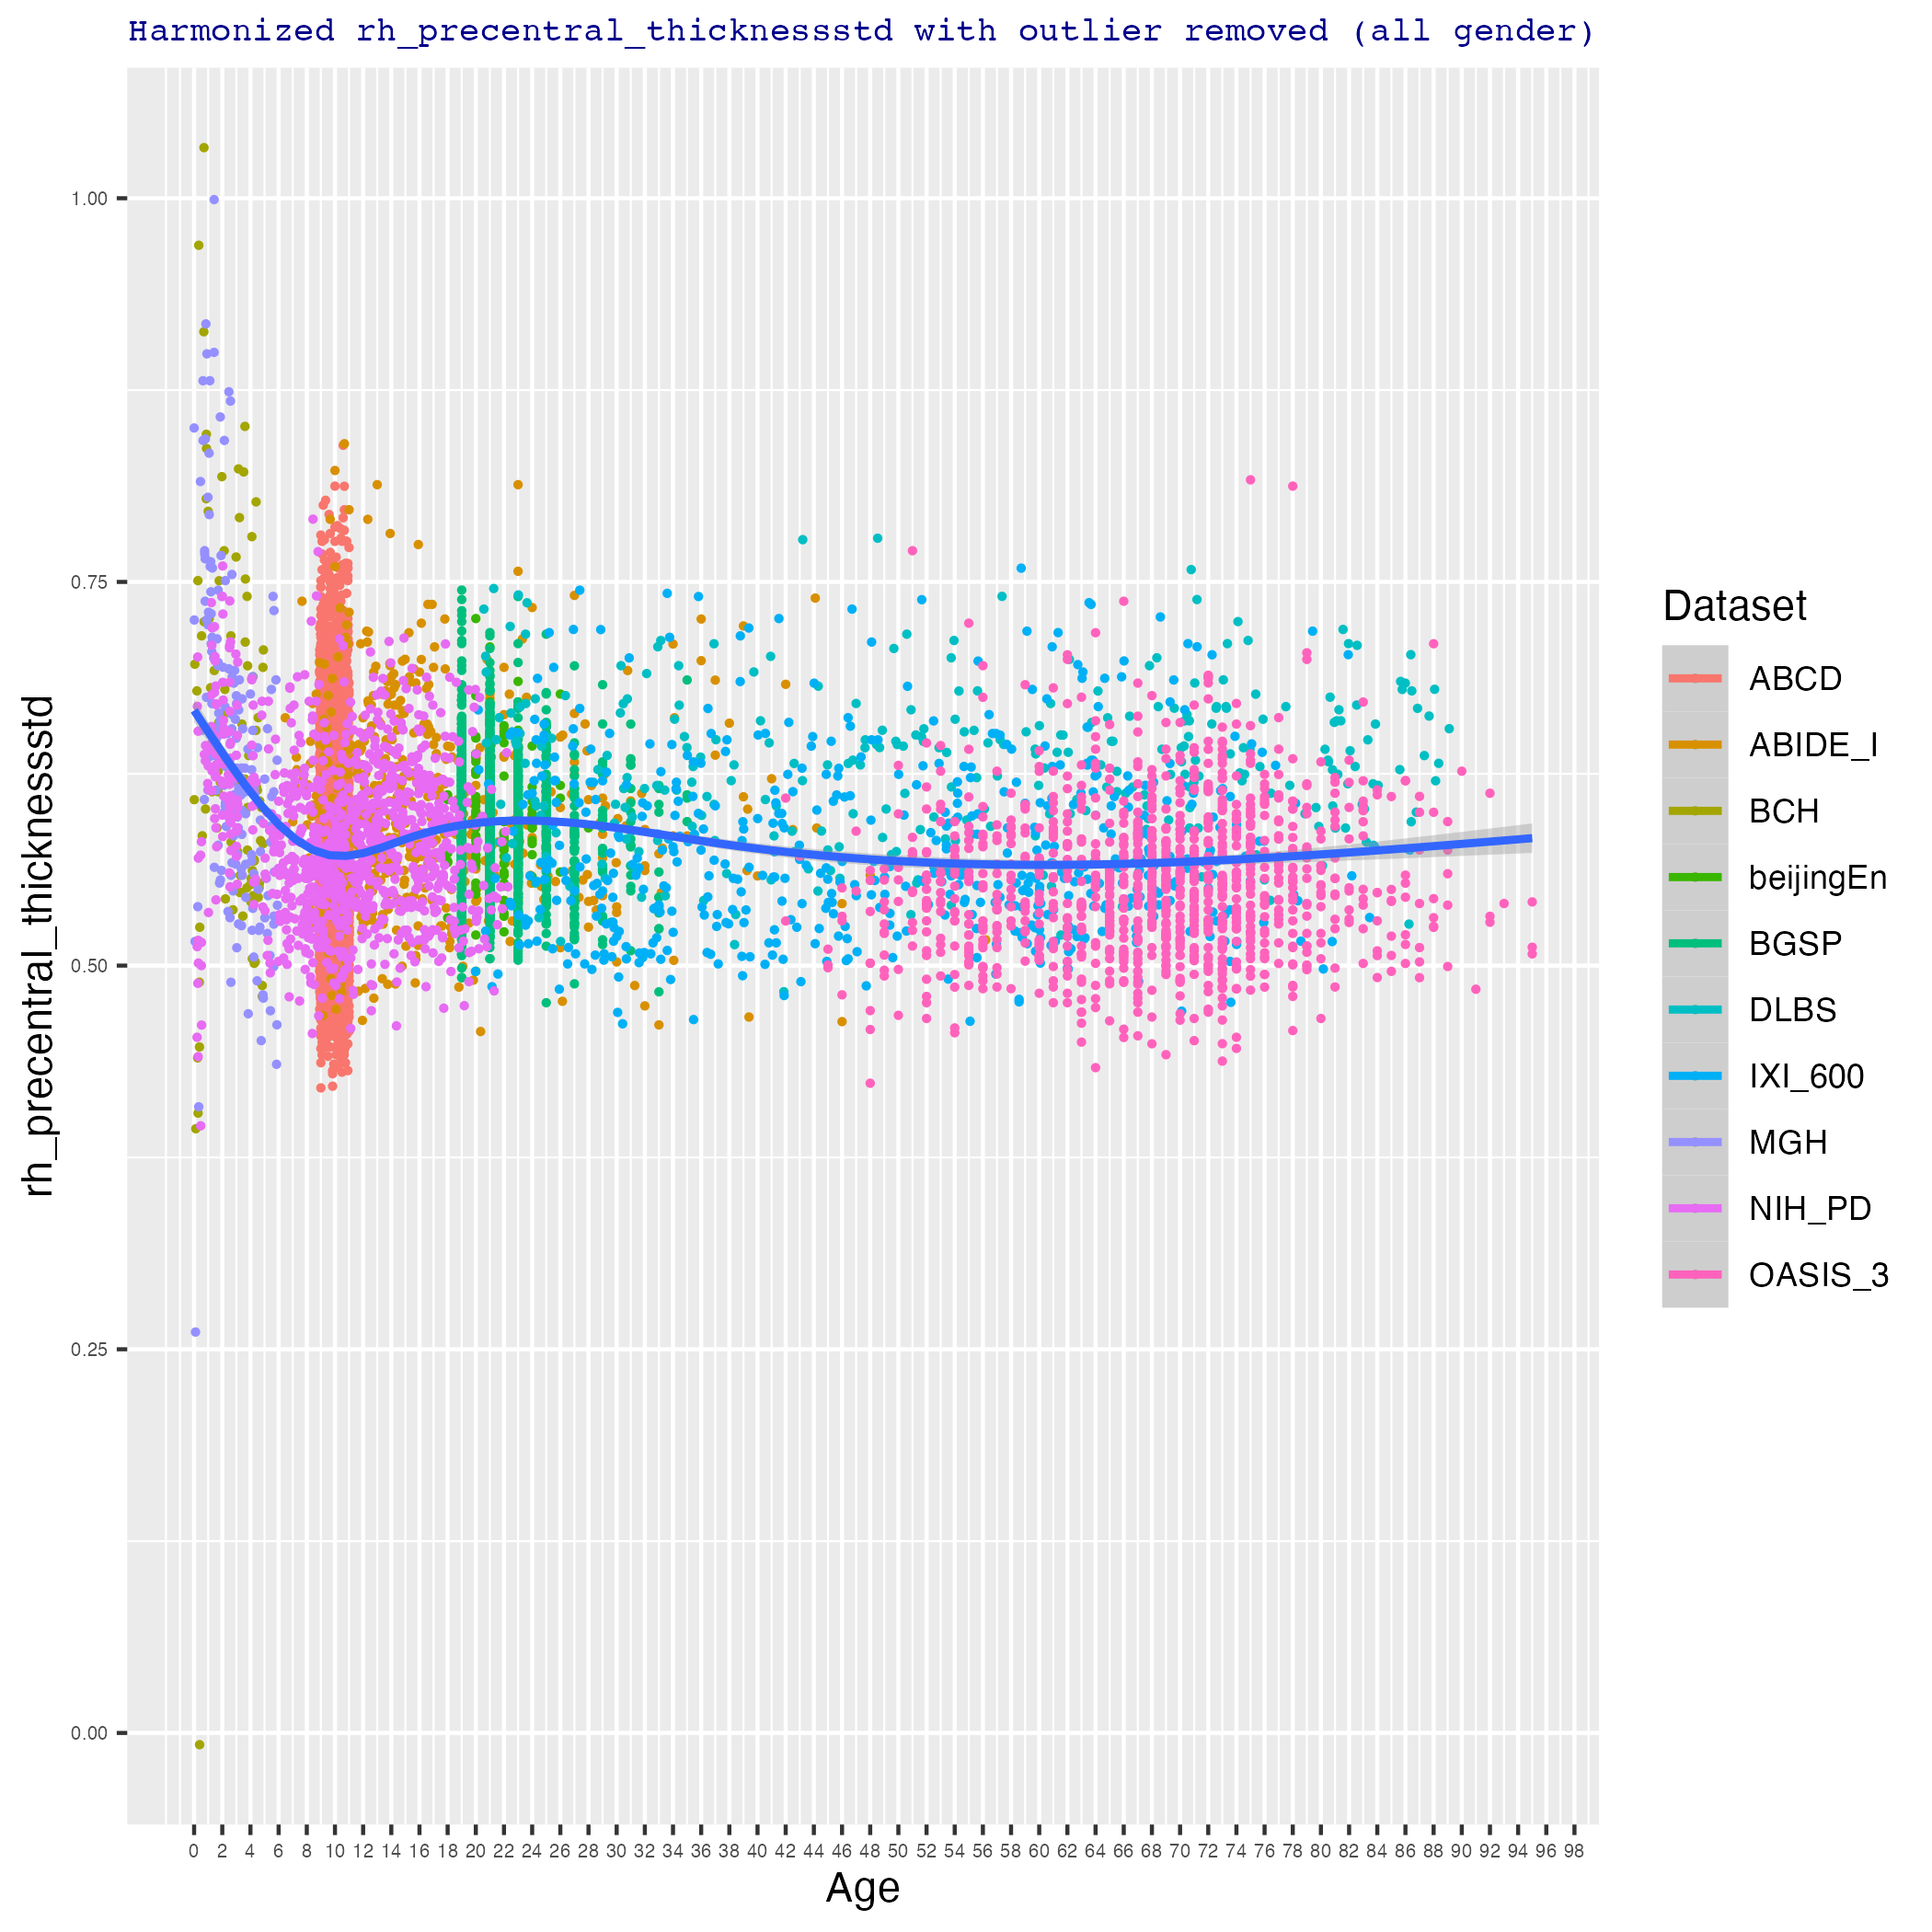 Harmonized rh_precentral_thicknessstd with outlier removed (all gender)
rh_precentral_thicknessstd
1.00
0.75
0.50
0.25
0.00
0 2 4 6 8 10 12 14 16 18 20 22 24 26 28 30 32 34 36 38 40 42 44 46 48 50 52 54 56 58 60 62 64 66 68 70 72 74 76 78 80 82 84 86 88 90 92 94 96 98
Age
Dataset
ABCD
ABIDE_I
BCH
beijingEn
BGSP
DLBS
IXI_600
MGH
NIH_PD
OASIS_3